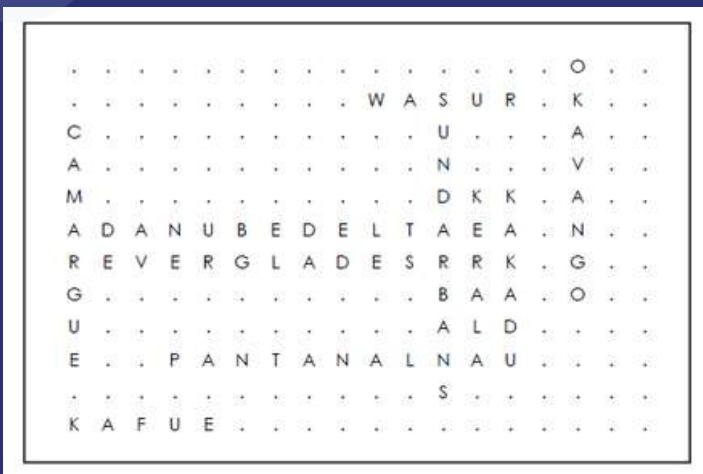 . . . . . . . . . . . . . . . O . .
. . . . . . . . . W A S U R . K . .
C . . . . . . . . . . U . . . A . .
A . . . . . . . . . . N . . . V . .
M . . . . . . . . . . D K K . A . .
A D A N U B E D E L T A E A . N . .
R E V E R G L A D E S R R K . G . .
G . . . . . . . . . . B A A . O . .
U . . . . . . . . . . A L D . . . .
E . . P A N T A N A L N A U . . . .
. . . . . . . . . . . S . . . . . .
K A F U E . . . . . . . . . . . . .